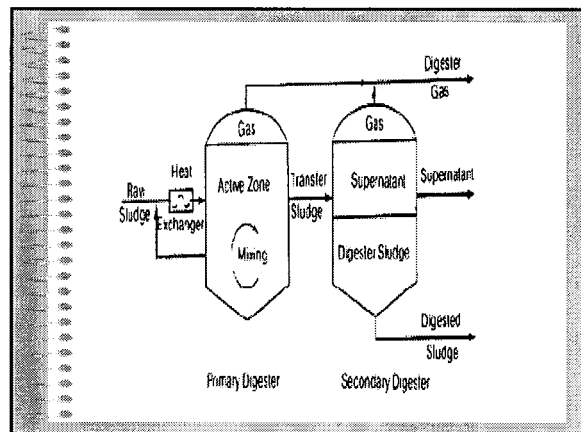 Digester
Gas
Gas
Gas
Heat
Exchanger
Raw
Sludge
Active Zone
Mixing
Transfer
Sludge
Supernatant
Supernatant
Digester Sludge
Digested
Sludge
Primary Digester
Secondary Digester